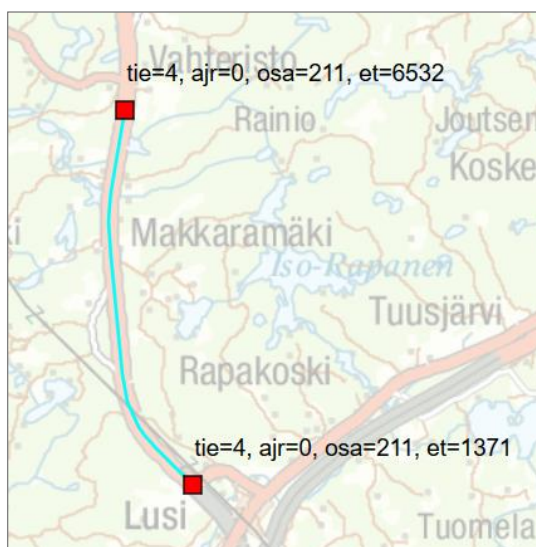 Vahteristo
tie=4, ajr=0, osa=211, et=6532
Rainio
Joutsen
Koske
ki
Makkaramäki
Iso-Rapanen
Tuusjärvi
Rapakoski
tie=4, ajr=0, osa=211, et=1371
Lusi
Tuomela